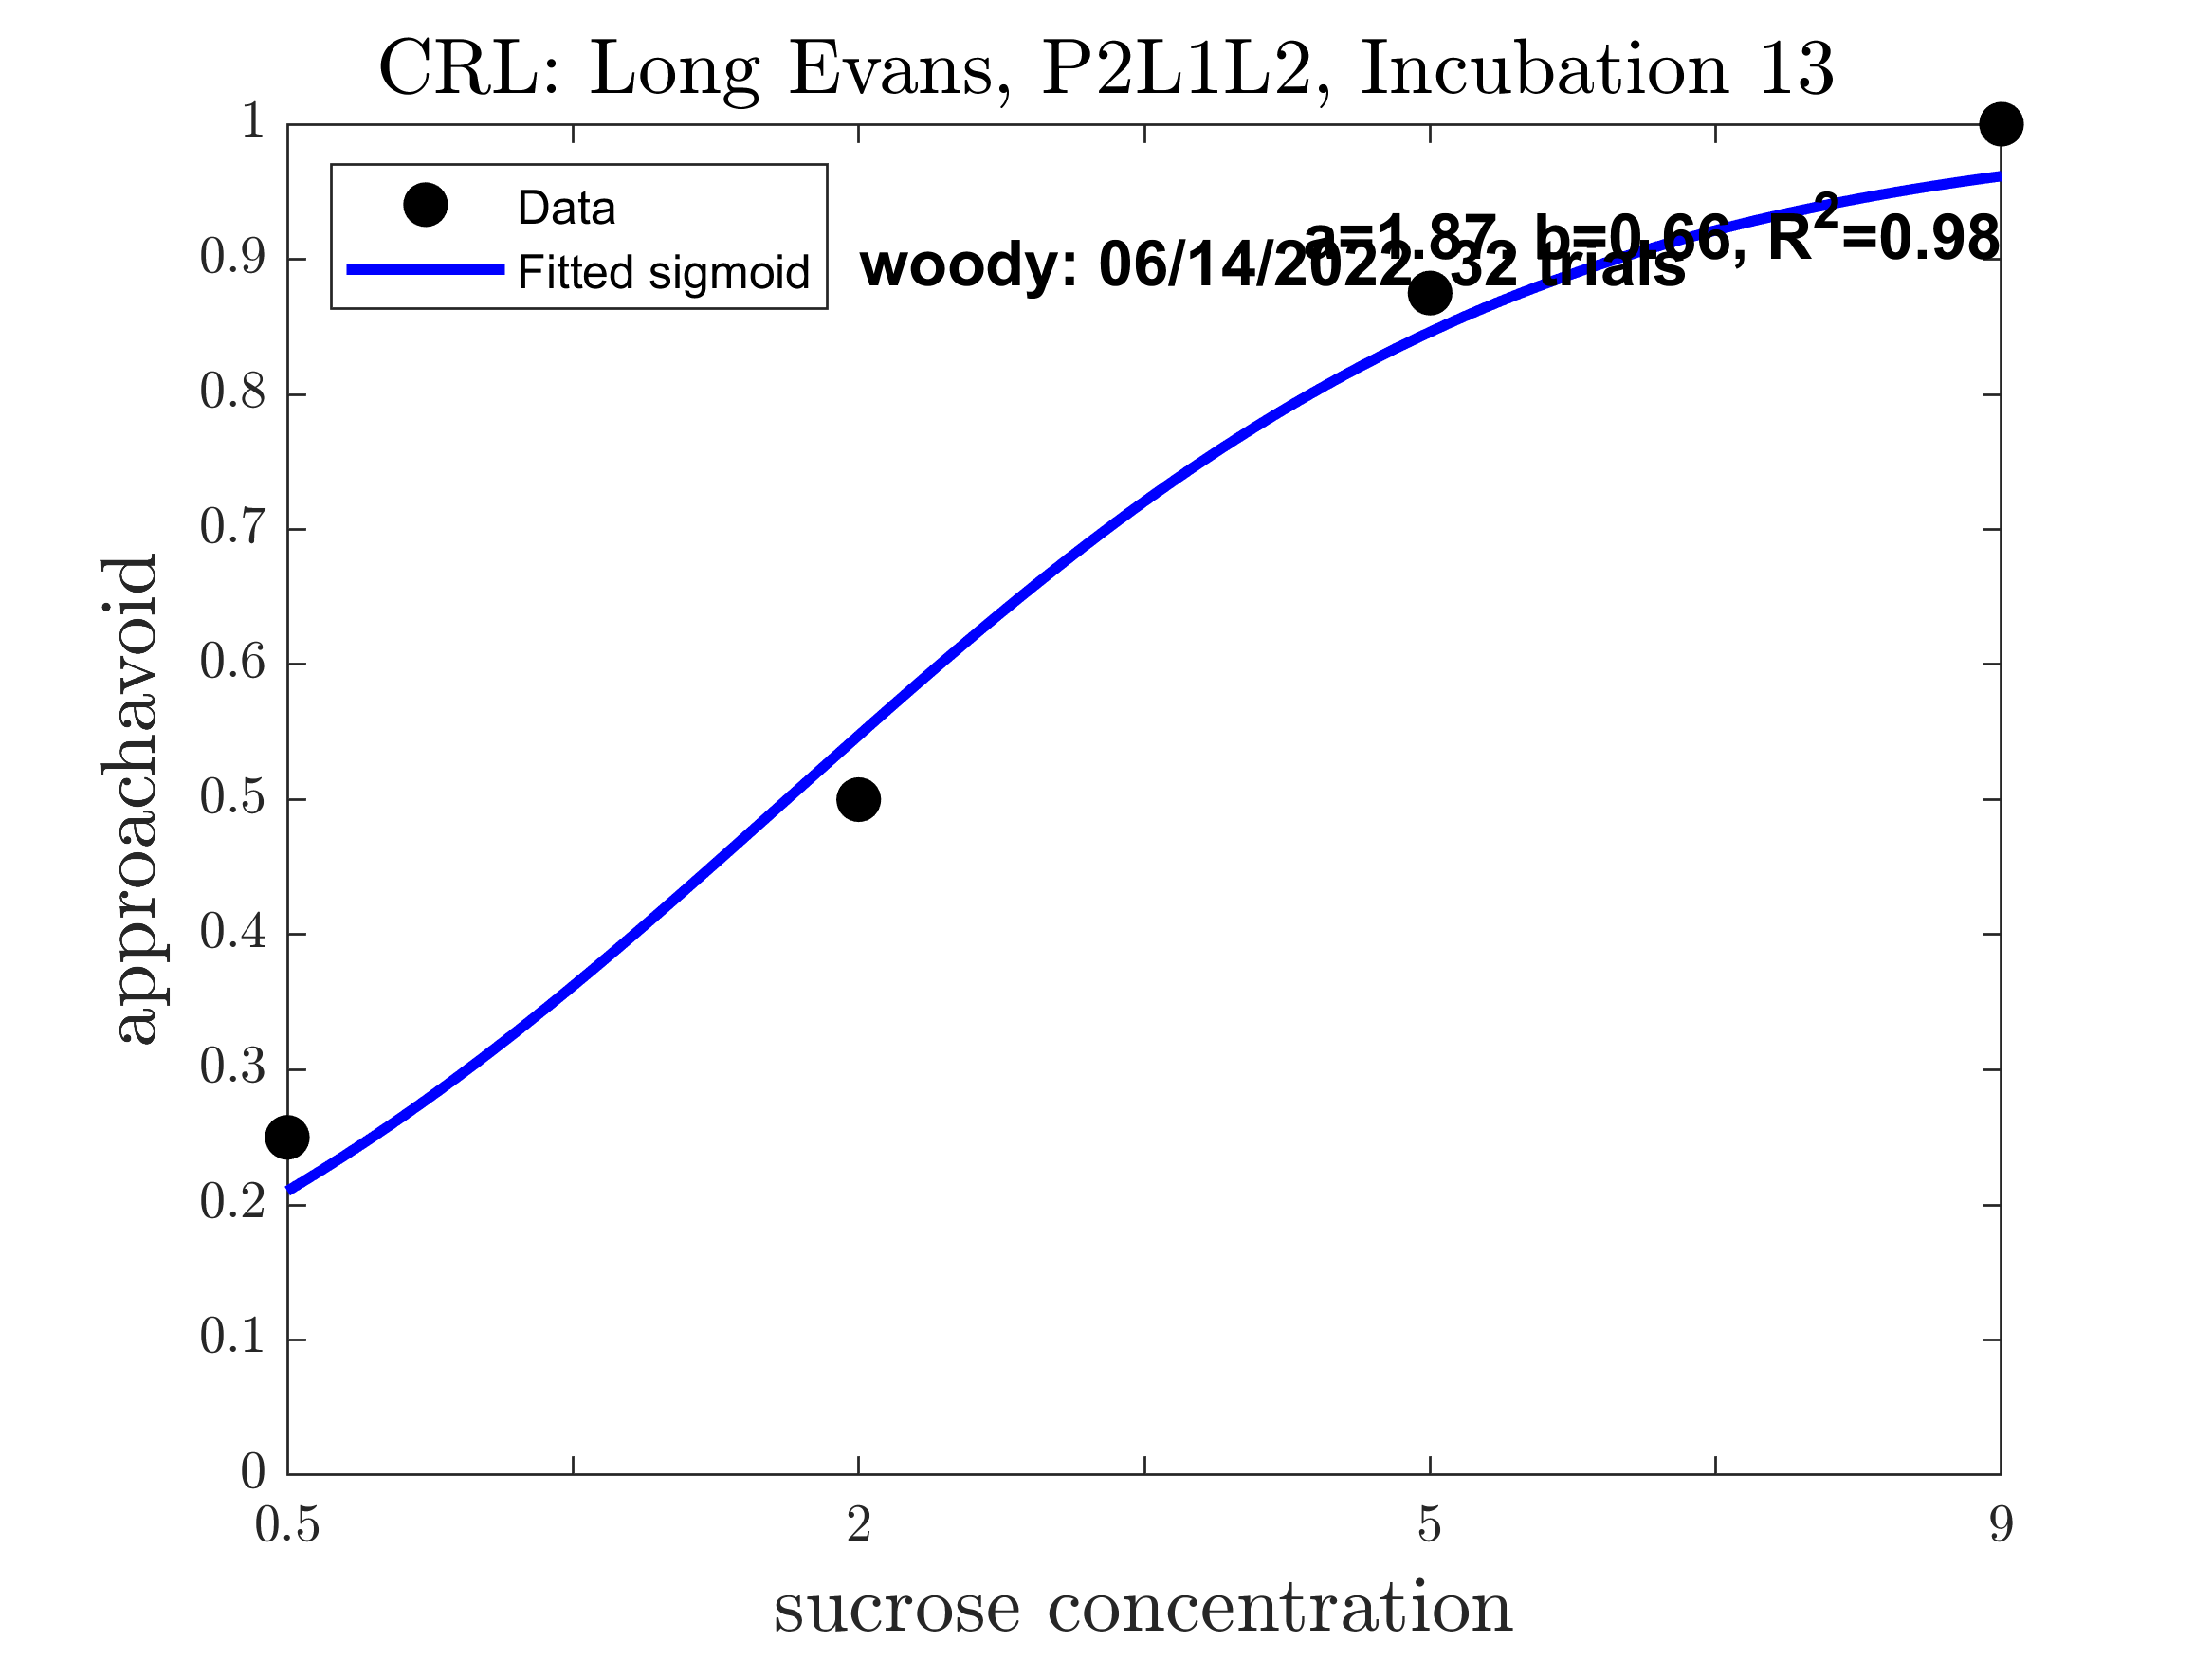 CRL: Long Evans, P2L1L2, Incubation 13
1
0.9
0.8
0.7
0.6
0.5
0.4
0.3
0.2
0.1
0
Data
Fitted sigmoid
a=1.87, b=0.66, R²=0.98
woody: 06/14/2022 32 trials
approachavoid
0.5 2 5 9
sucrose concentration